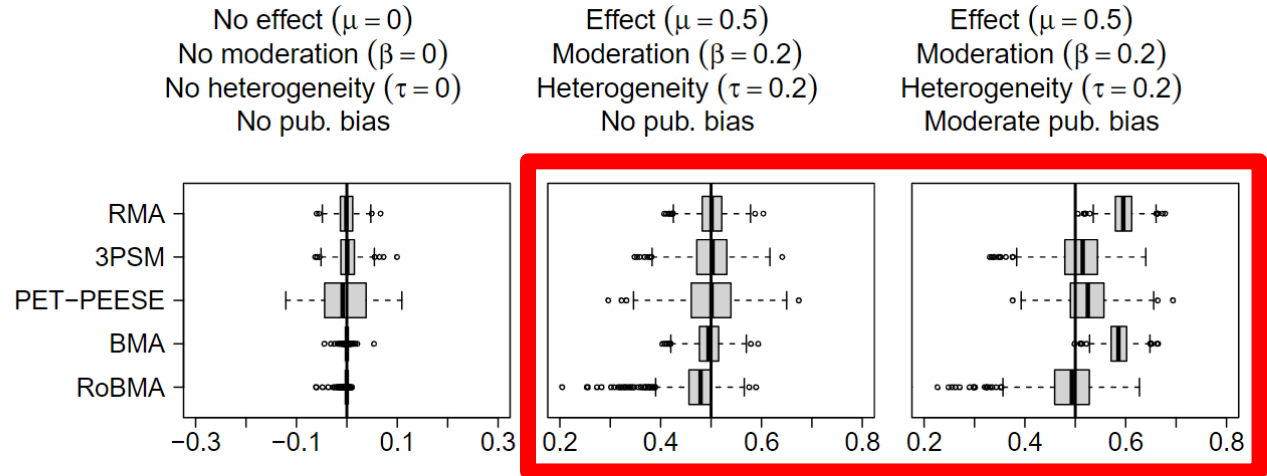 No effect (μ = 0)
No moderation (β = 0)
No heterogeneity (τ = 0)
No pub. bias
Effect (μ = 0.5)
Moderation (β = 0.2)
Heterogeneity (τ = 0.2)
No pub. bias
Effect (μ = 0.5)
Moderation (β = 0.2)
Heterogeneity (τ = 0.2)
Moderate pub. bias
RMA
3PSM
PET−PEESE
BMA
RoBMA
−0.3 −0.1 0.1 0.3
0.2 0.4 0.6 0.8
0.2 0.4 0.6 0.8